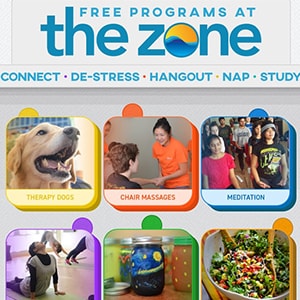 FREE PROGRAMS AT
the zone
CONNECT • DE-STRESS • HANGOUT • NAP • STUDY
THERAPY DOGS
CHAIR MASSAGES
MEDITATION